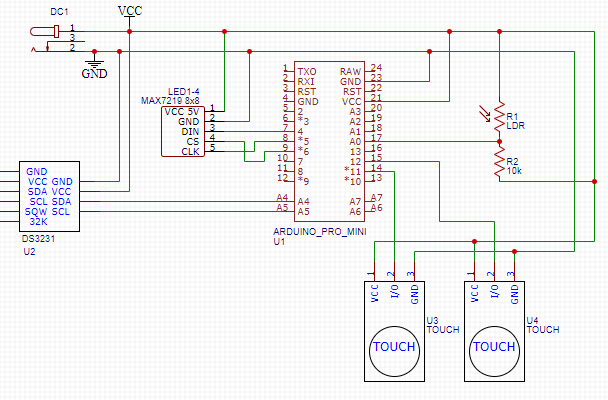 DC1
VCC
1
3
2
GND
LED1-4
MAX7219 8x8
VCC 5V 1
GND 2
DIN 3
CS 4
CLK 5
1 TXO RAW 24
2 RXI GND 23
3 RST RST 22
4 GND VCC 21
5 2 A3 20
6 *3 A2 19
7 4 A1 18
8 *5 A0 17
9 *6 13 16
10 7 12 15
11 8 *11 14
12 *9 *10 13
A4 A4 A7 A7
A5 A5 A6 A6
ARDUINO_PRO_MINI
U1
R1
LDR
R2
10k
GND
VCC GND
SDA VCC
SCL SDA
SQW SCL
32K
DS3231
U2
1 2 3
VCC I/O GND
TOUCH
U3
TOUCH
1 2 3
VCC I/O GND
TOUCH
U4
TOUCH